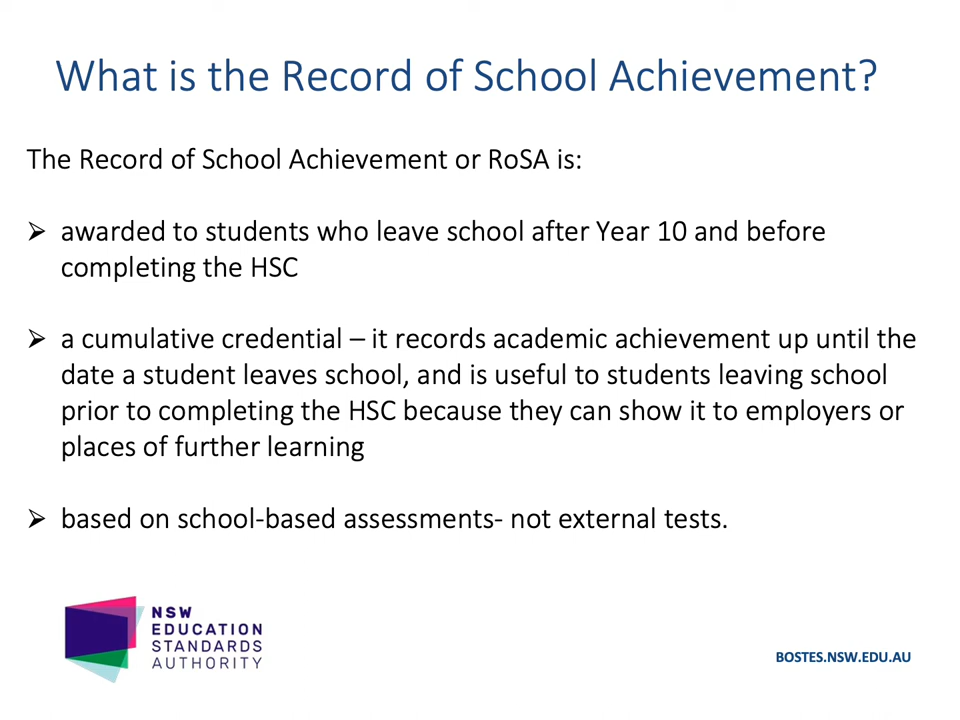 What is the Record of School Achievement?
The Record of School Achievement or RoSA is:
➢ awarded to students who leave school after Year 10 and before
completing the HSC
➢ a cumulative credential – it records academic achievement up until the
date a student leaves school, and is useful to students leaving school
prior to completing the HSC because they can show it to employers or
places of further learning
➢ based on school-based assessments- not external tests.
NSW
EDUCATION
STANDARDS
AUTHORITY
BOSTES.NSW.EDU.AU